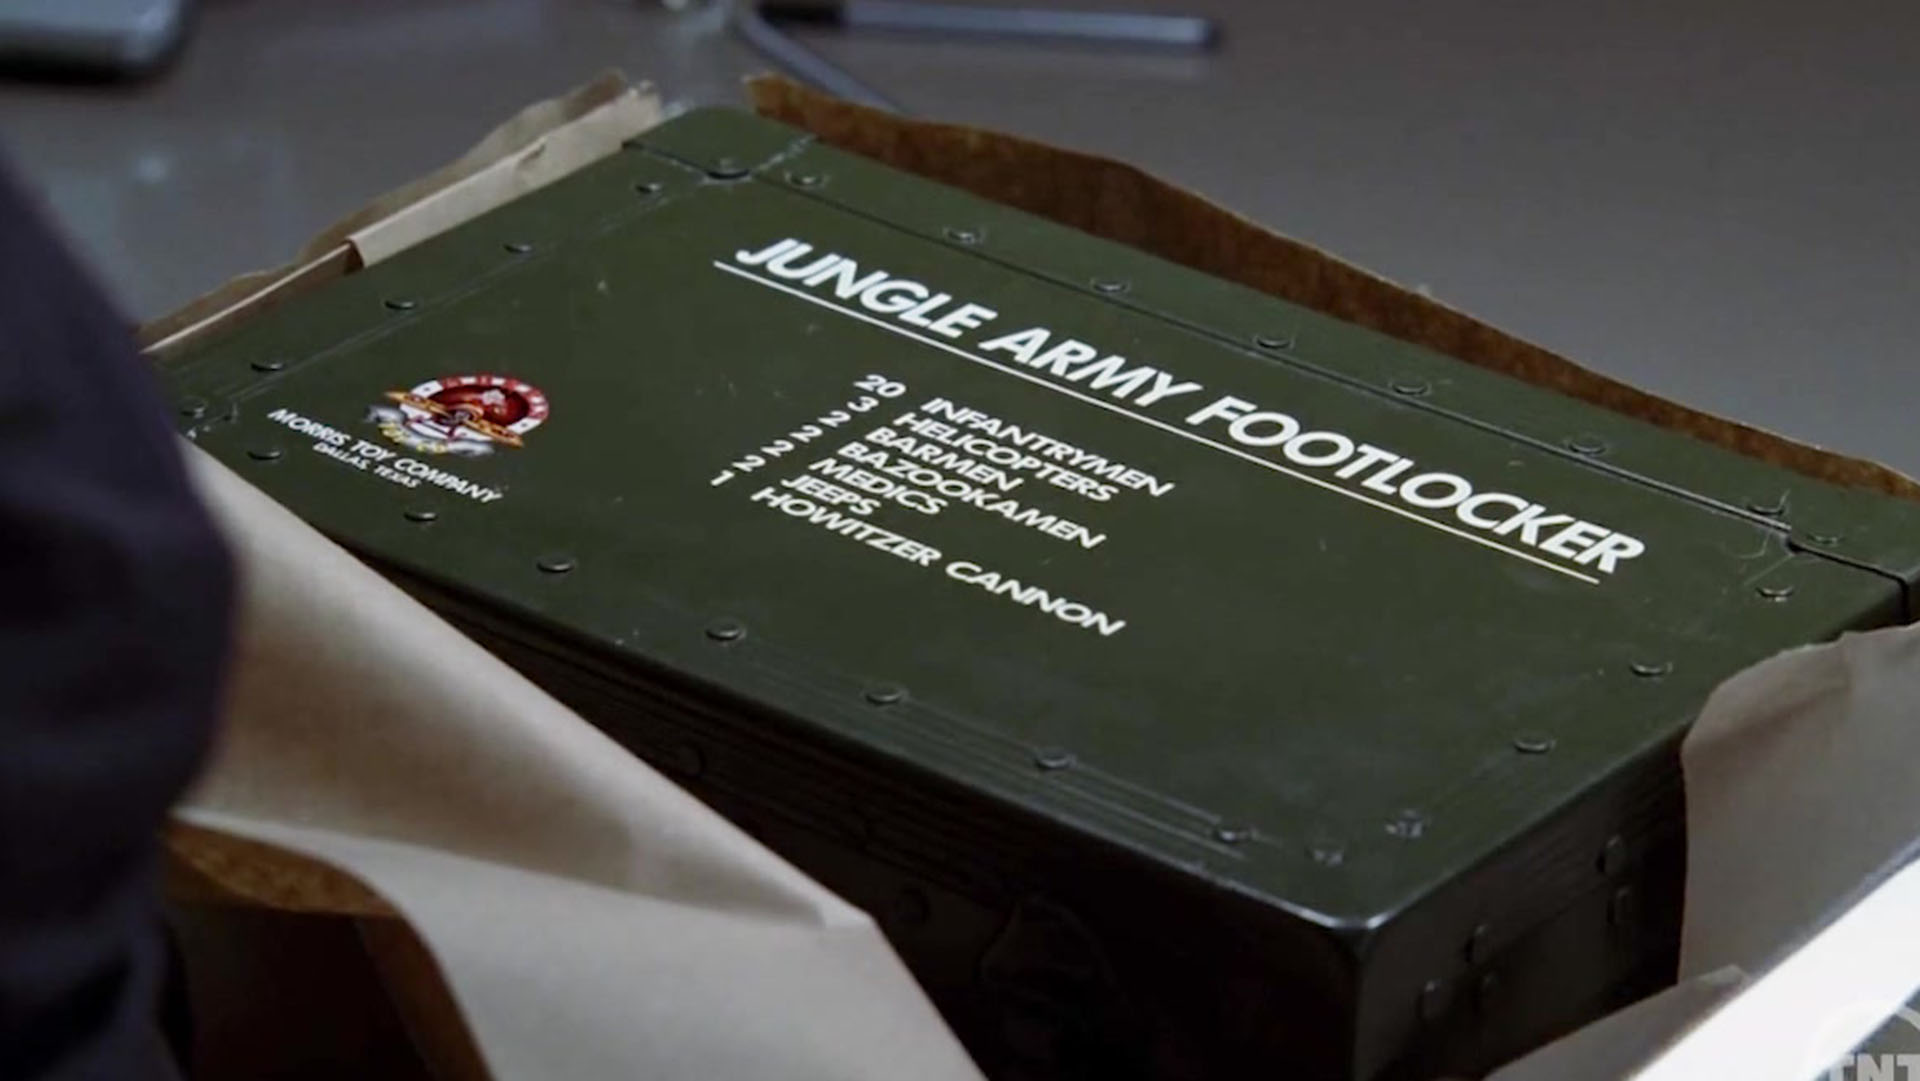 JUNGLE ARMY FOOTLOCKER
20 INFANTRYMEN
3 HELICOPTERS
2 BARMEN
2 BAZOOKAMEN
2 MEDICS
2 JEEPS
1 HOWITZER CANNON
MORRIS TOY COMPANY
DALLAS, TEXAS
TNT